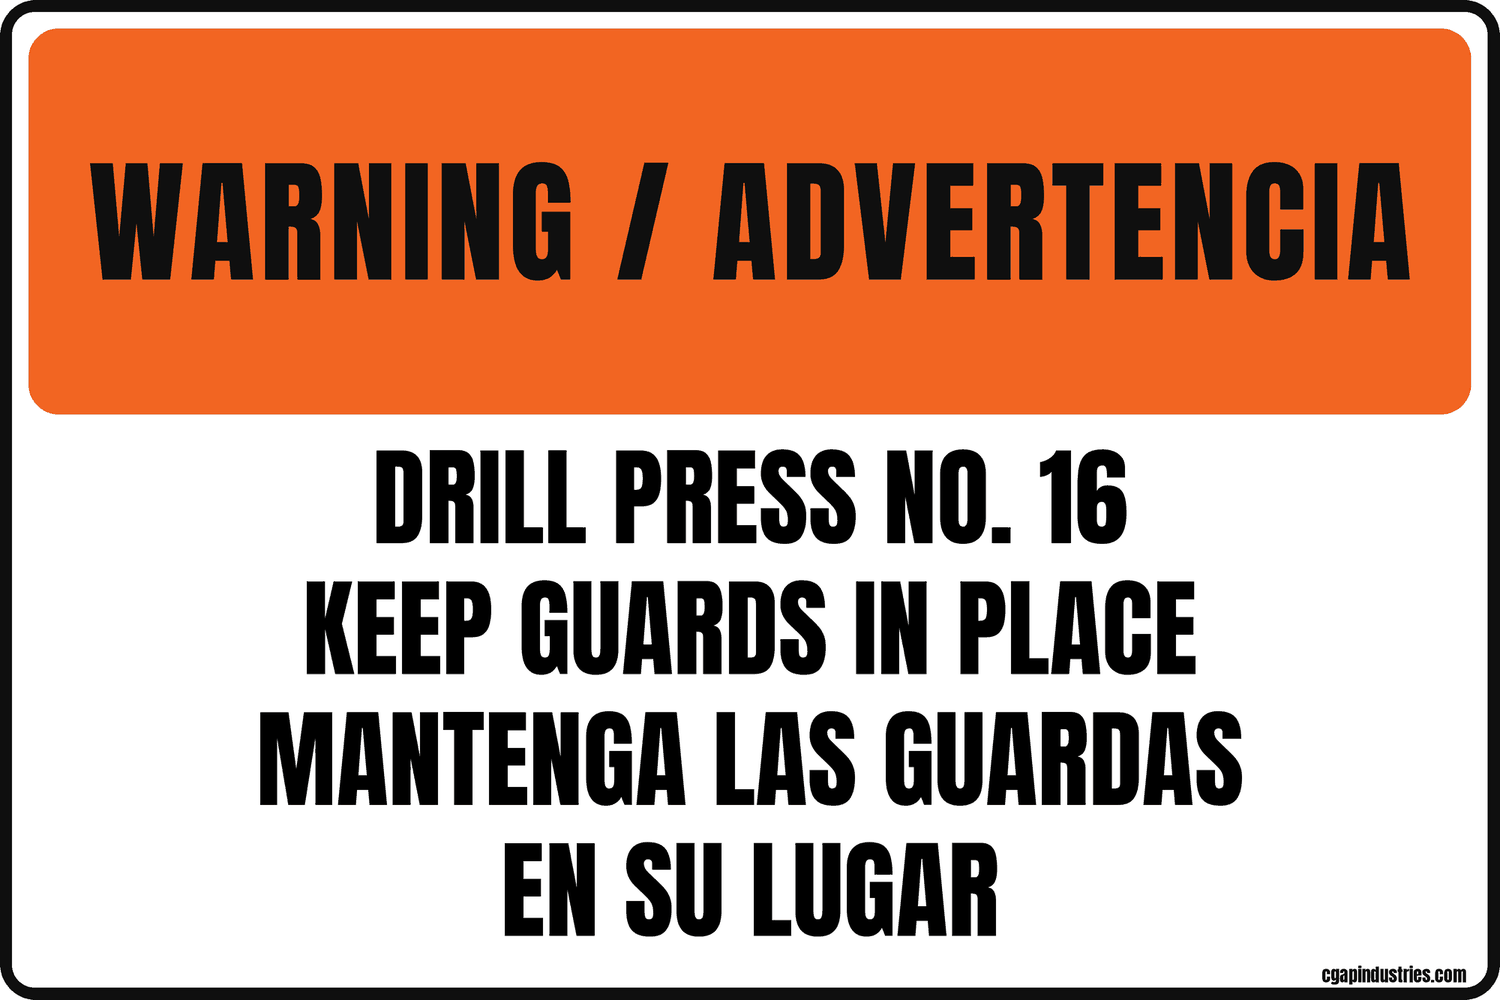 WARNING / ADVERTENCIA
DRILL PRESS NO. 16
KEEP GUARDS IN PLACE
MANTENGA LAS GUARDAS
EN SU LUGAR
cgapindustries.com